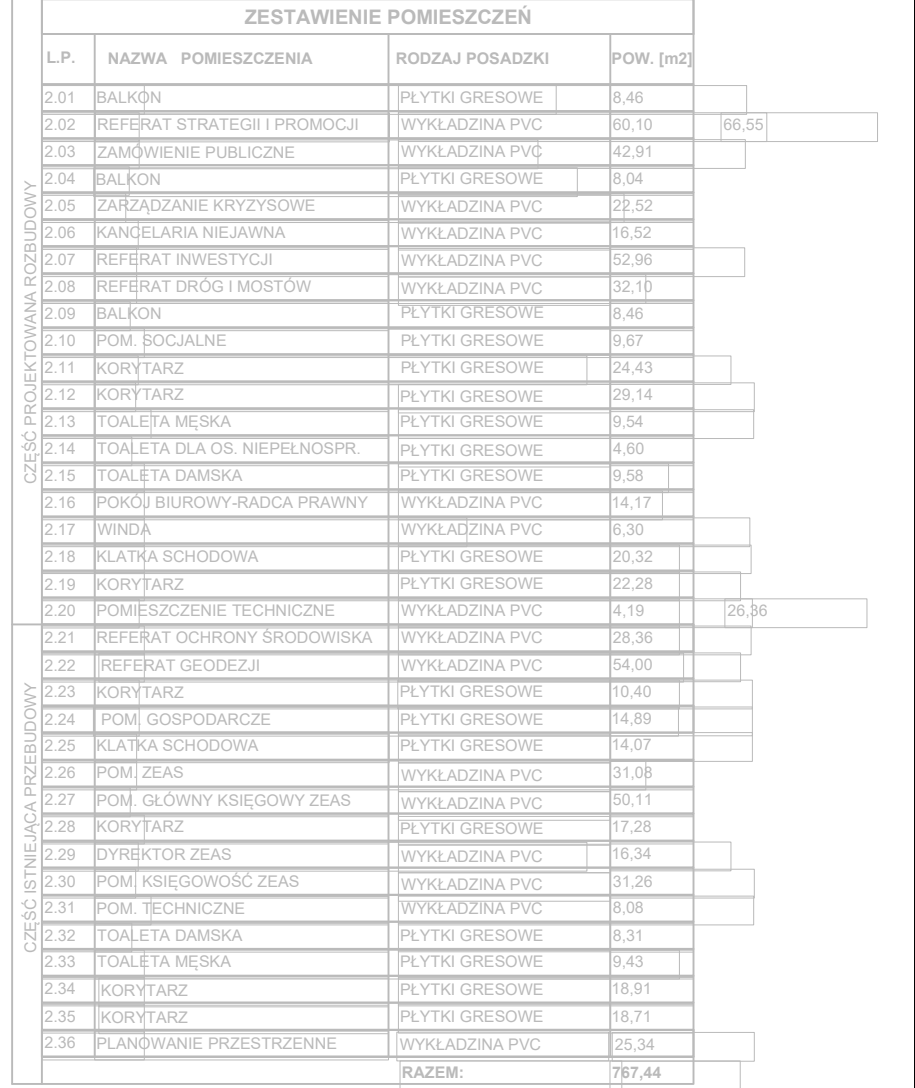 ZESTAWIENIE POMIESZCZEŃ
L.P. NAZWA POMIESZCZENIA RODZAJ POSADZKI POW. [m2]
CZĘŚĆ PROJEKTOWANA ROZBUDOWY
2.01 BALKON PŁYTKI GRESOWE 8,46
2.02 REFERAT STRATEGII I PROMOCJI WYKŁADZINA PVC 60,10 66,55
2.03 ZAMÓWIENIE PUBLICZNE WYKŁADZINA PVC 42,91
2.04 BALKON PŁYTKI GRESOWE 8,04
2.05 ZARZĄDZANIE KRYZYSOWE WYKŁADZINA PVC 22,52
2.06 KANCELARIA NIEJAWNA WYKŁADZINA PVC 16,52
2.07 REFERAT INWESTYCJI WYKŁADZINA PVC 52,96
2.08 REFERAT DRÓG I MOSTÓW WYKŁADZINA PVC 32,10
2.09 BALKON PŁYTKI GRESOWE 8,46
2.10 POM. SOCJALNE PŁYTKI GRESOWE 9,67
2.11 KORYTARZ PŁYTKI GRESOWE 24,43
2.12 KORYTARZ PŁYTKI GRESOWE 29,14
2.13 TOALETA MĘSKA PŁYTKI GRESOWE 9,54
2.14 TOALETA DLA OS. NIEPEŁNOSPR. PŁYTKI GRESOWE 4,60
2.15 TOALETA DAMSKA PŁYTKI GRESOWE 9,58
2.16 POKÓJ BIUROWY-RADCA PRAWNY WYKŁADZINA PVC 14,17
2.17 WINDA WYKŁADZINA PVC 6,30
2.18 KLATKA SCHODOWA PŁYTKI GRESOWE 20,32
2.19 KORYTARZ PŁYTKI GRESOWE 22,28
2.20 POMIESZCZENIE TECHNICZNE WYKŁADZINA PVC 4,19 26,36
CZĘŚĆ ISTNIEJĄCA PRZEBUDOWY
2.21 REFERAT OCHRONY ŚRODOWISKA WYKŁADZINA PVC 28,36
2.22 REFERAT GEODEZJI WYKŁADZINA PVC 54,00
2.23 KORYTARZ PŁYTKI GRESOWE 10,40
2.24 POM. GOSPODARCZE PŁYTKI GRESOWE 14,89
2.25 KLATKA SCHODOWA PŁYTKI GRESOWE 14,07
2.26 POM. ZEAS WYKŁADZINA PVC 31,08
2.27 POM. GŁÓWNY KSIĘGOWY ZEAS WYKŁADZINA PVC 50,11
2.28 KORYTARZ PŁYTKI GRESOWE 17,28
2.29 DYREKTOR ZEAS WYKŁADZINA PVC 16,34
2.30 POM. KSIĘGOWOŚĆ ZEAS WYKŁADZINA PVC 31,26
2.31 POM. TECHNICZNE WYKŁADZINA PVC 8,08
2.32 TOALETA DAMSKA PŁYTKI GRESOWE 8,31
2.33 TOALETA MĘSKA PŁYTKI GRESOWE 9,43
2.34 KORYTARZ PŁYTKI GRESOWE 18,91
2.35 KORYTARZ PŁYTKI GRESOWE 18,71
2.36 PLANOWANIE PRZESTRZENNE WYKŁADZINA PVC 25,34
RAZEM: 767,44